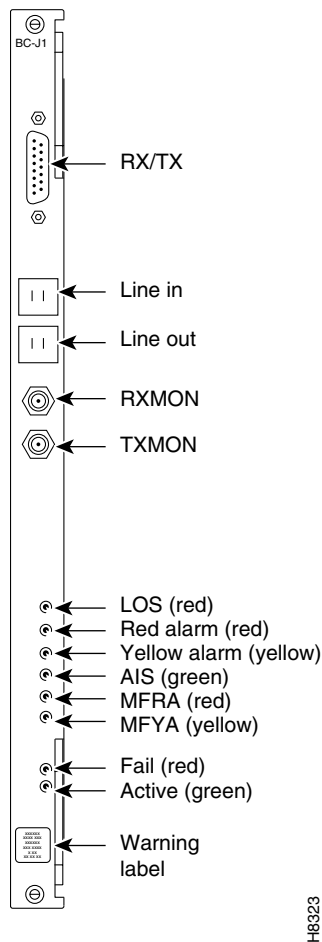 BC-J1
RX/TX
Line in
Line out
RXMON
TXMON
LOS (red)
Red alarm (red)
Yellow alarm (yellow)
AIS (green)
MFRA (red)
MFYA (yellow)
Fail (red)
Active (green)
Warning
label
H8323